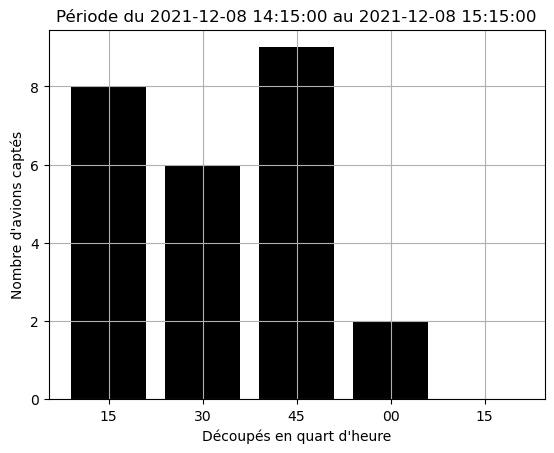 Période du 2021-12-08 14:15:00 au 2021-12-08 15:15:00
Nombre d'avions captés
8
6
4
2
0
15 30 45 00 15
Découpés en quart d'heure